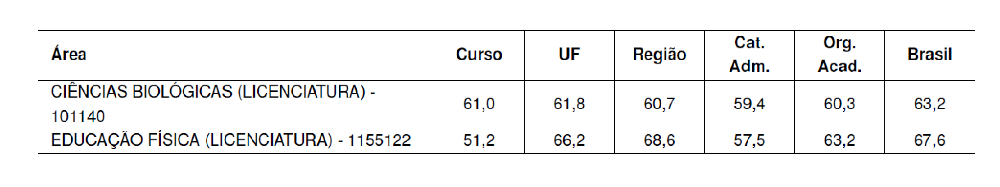 Área Curso UF Região Cat. Adm. Org. Acad. Brasil
CIÊNCIAS BIOLÓGICAS (LICENCIATURA) -
101140 61,0 61,8 60,7 59,4 60,3 63,2
EDUCAÇÃO FÍSICA (LICENCIATURA) - 1155122 51,2 66,2 68,6 57,5 63,2 67,6